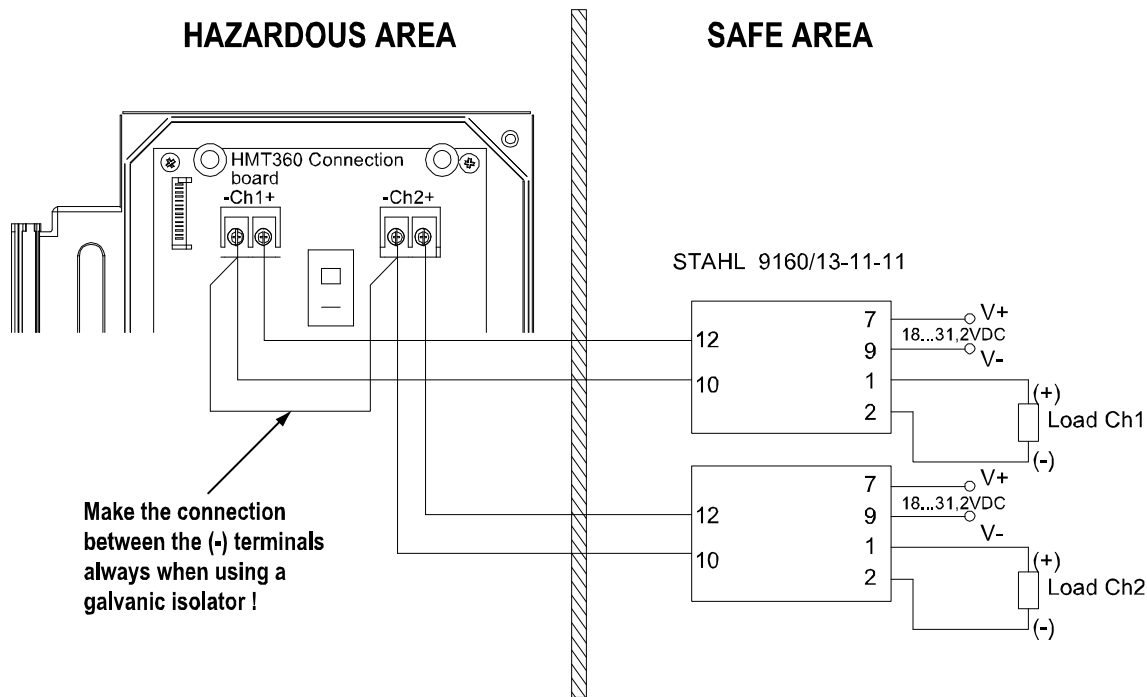 HAZARDOUS AREA
SAFE AREA
HMT360 Connection
board
-Ch1+
-Ch2+
STAHL 9160/13-11-11
12
10
7
9
1
2
V+
18...31,2VDC
V-
(+)
Load Ch1
(-)
12
10
7
9
1
2
V+
18...31,2VDC
V-
(+)
Load Ch2
(-)
Make the connection
between the (-) terminals
always when using a
galvanic isolator !